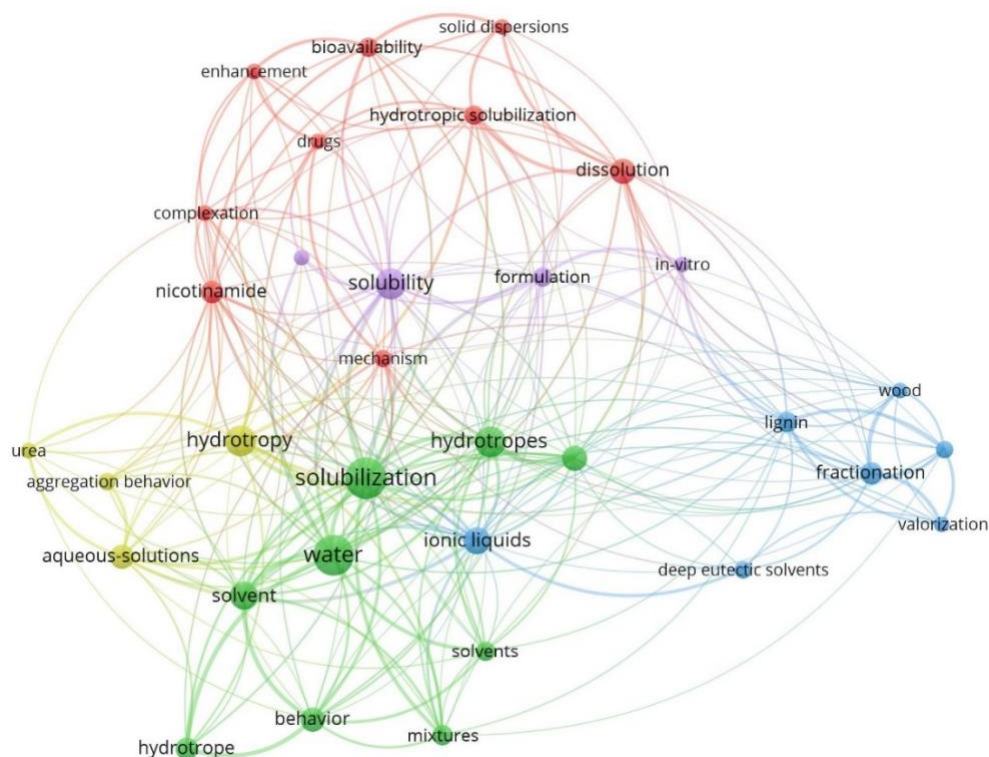 solid dispersions
bioavailability
enhancement
hydrotropic solubilization
drugs
dissolution
complexation
in-vitro
formulation
solubility
nicotinamide
mechanism
wood
lignin
hydrotropy
hydrotropes
urea
fractionation
solubilization
aggregation behavior
valorization
ionic liquids
water
aqueous-solutions
deep eutectic solvents
solvent
solvents
behavior
mixtures
hydrotrope